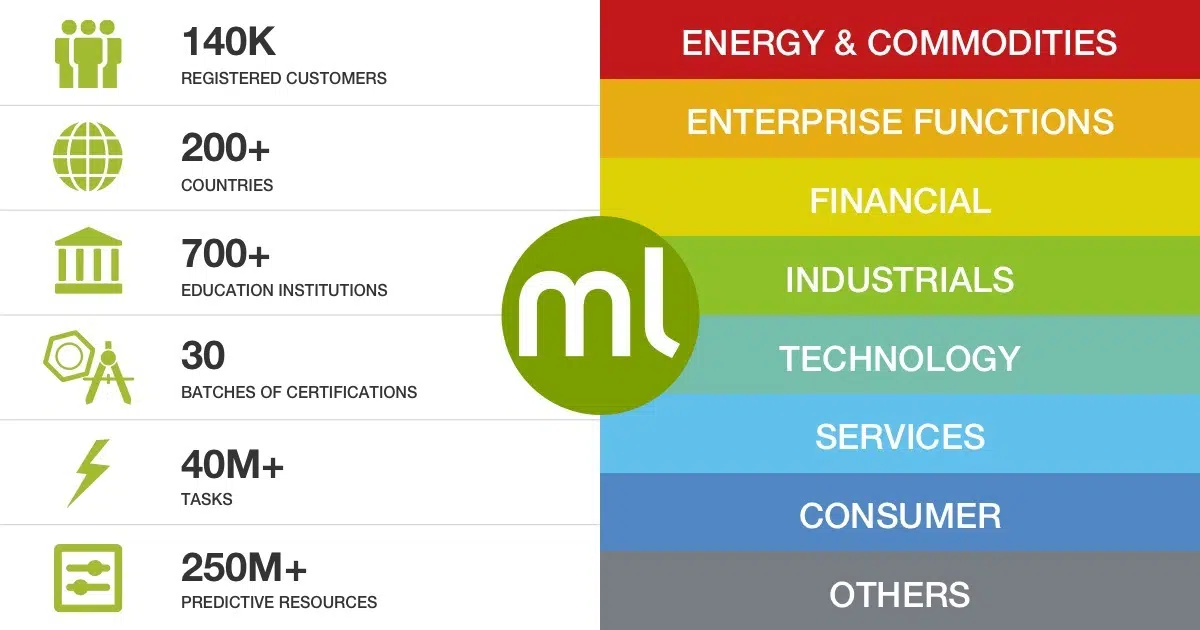 140K
REGISTERED CUSTOMERS
200+
COUNTRIES
700+
EDUCATION INSTITUTIONS
30
BATCHES OF CERTIFICATIONS
40M+
TASKS
250M+
PREDICTIVE RESOURCES
ml
ENERGY & COMMODITIES
ENTERPRISE FUNCTIONS
FINANCIAL
INDUSTRIALS
TECHNOLOGY
SERVICES
CONSUMER
OTHERS